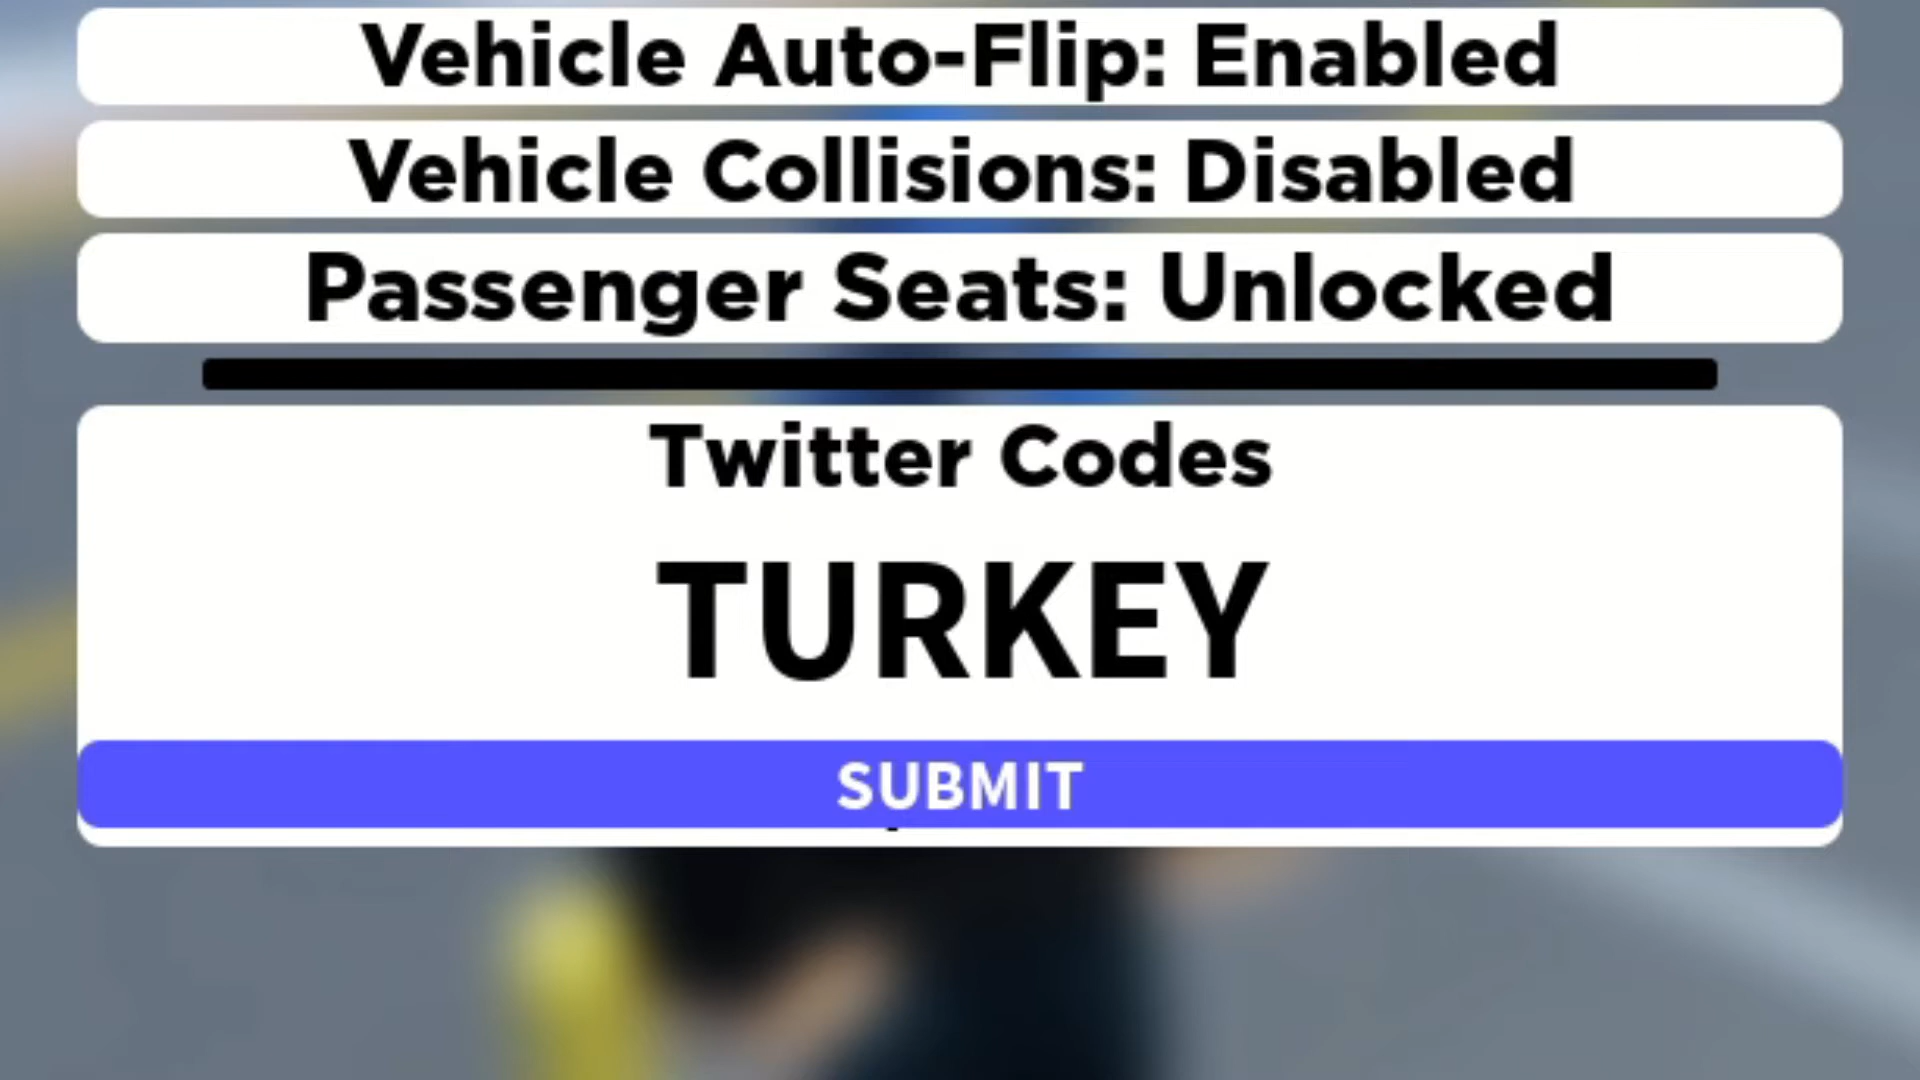 Vehicle Auto-Flip: Enabled
Vehicle Collisions: Disabled
Passenger Seats: Unlocked
Twitter Codes
TURKEY
SUBMIT